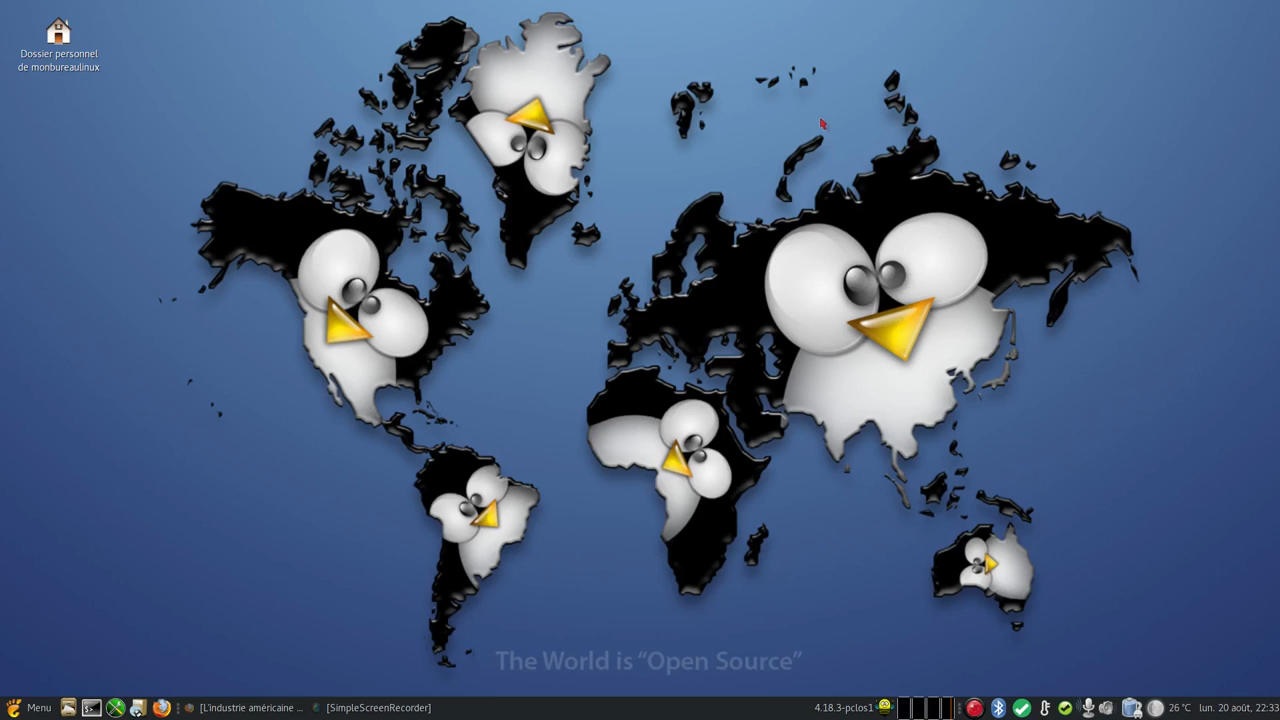 Dossier personnel
de monbureaulinux
The World is “Open Source”
Menu
[L'industrie américaine ...
[SimpleScreenRecorder]
4.18.3-pclos1
26 °C
lun. 20 août, 22:33